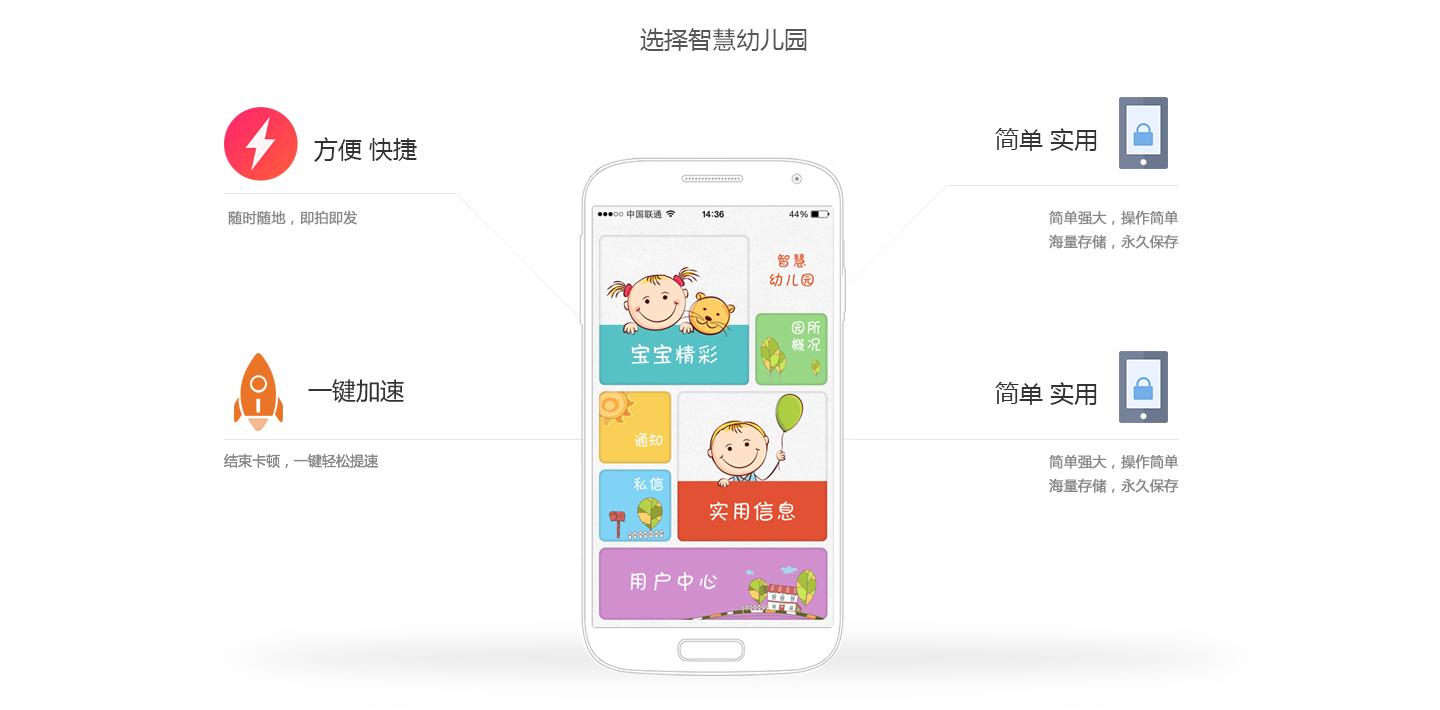 选择智慧幼儿园
方便 快捷
随时随地，即拍即发
一键加速
结束卡顿，一键轻松提速
中国联通
14:36
44%
智慧
幼儿园
宝宝精彩
园所
概况
通知
私信
实用信息
用户中心
简单 实用
简单强大，操作简单
海量存储，永久保存
简单 实用
简单强大，操作简单
海量存储，永久保存